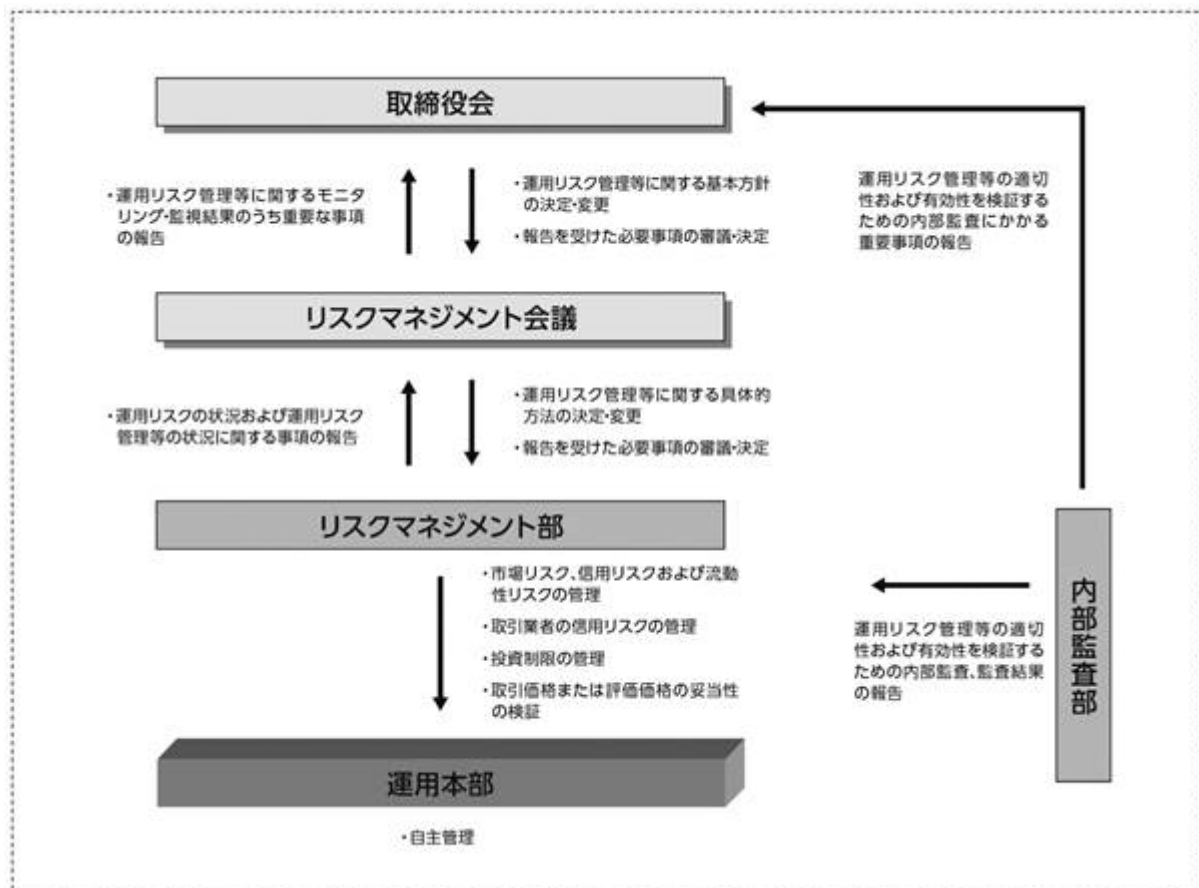 取締役会
・運用リスク管理等に関するモニタ
リング・監視結果のうち重要な事項
の報告
・運用リスク管理等に関する基本方針
の決定・変更
・報告を受けた必要事項の審議・決定
運用リスク管理等の適切
性および有効性を検証する
ための内部監査にかかる
重要事項の報告
リスクマネジメント会議
・運用リスクの状況および運用リスク
管理等の状況に関する事項の報告
・運用リスク管理等に関する具体的
方法の決定・変更
・報告を受けた必要事項の審議・決定
リスクマネジメント部
・市場リスク、信用リスクおよび流動
性リスクの管理
・取引業者の信用リスクの管理
・投資制限の管理
・取引価格または評価価格の妥当性
の検証
運用リスク管理等の適切
性および有効性を検証する
ための内部監査、監査結果
の報告
内部監査部
運用本部
・自主管理